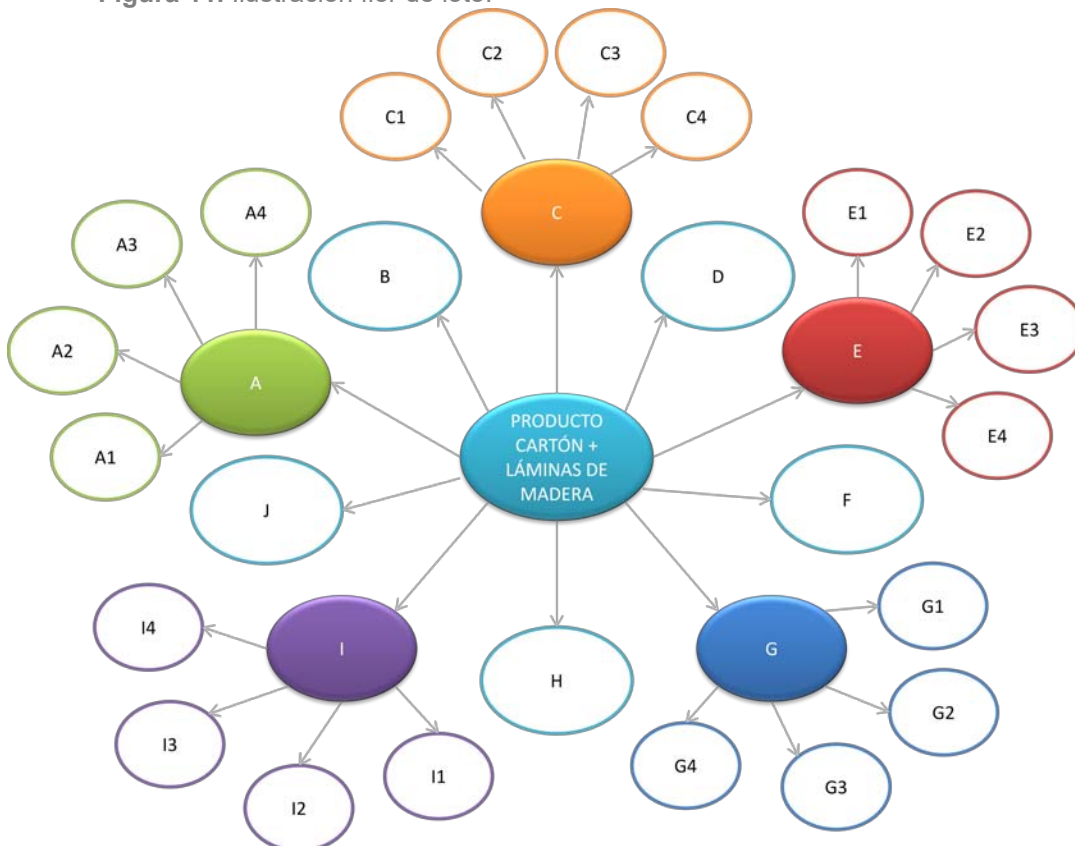 Figura 11. Ilustración flor de loto.
C2
C3
C1
C4
A4
E1
A3
C
E2
B
D
A2
E3
E
A
PRODUCTO
CARTÓN +
LÁMINAS DE
MADERA
E4
A1
F
J
G1
I4
I
G
H
G2
I3
I1
G4
G3
I2